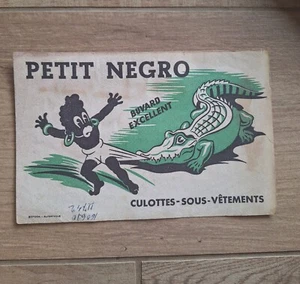 PETIT NEGRO
BUVARD
EXCELLENT
CULOTTES-SOUS-VÊTEMENTS